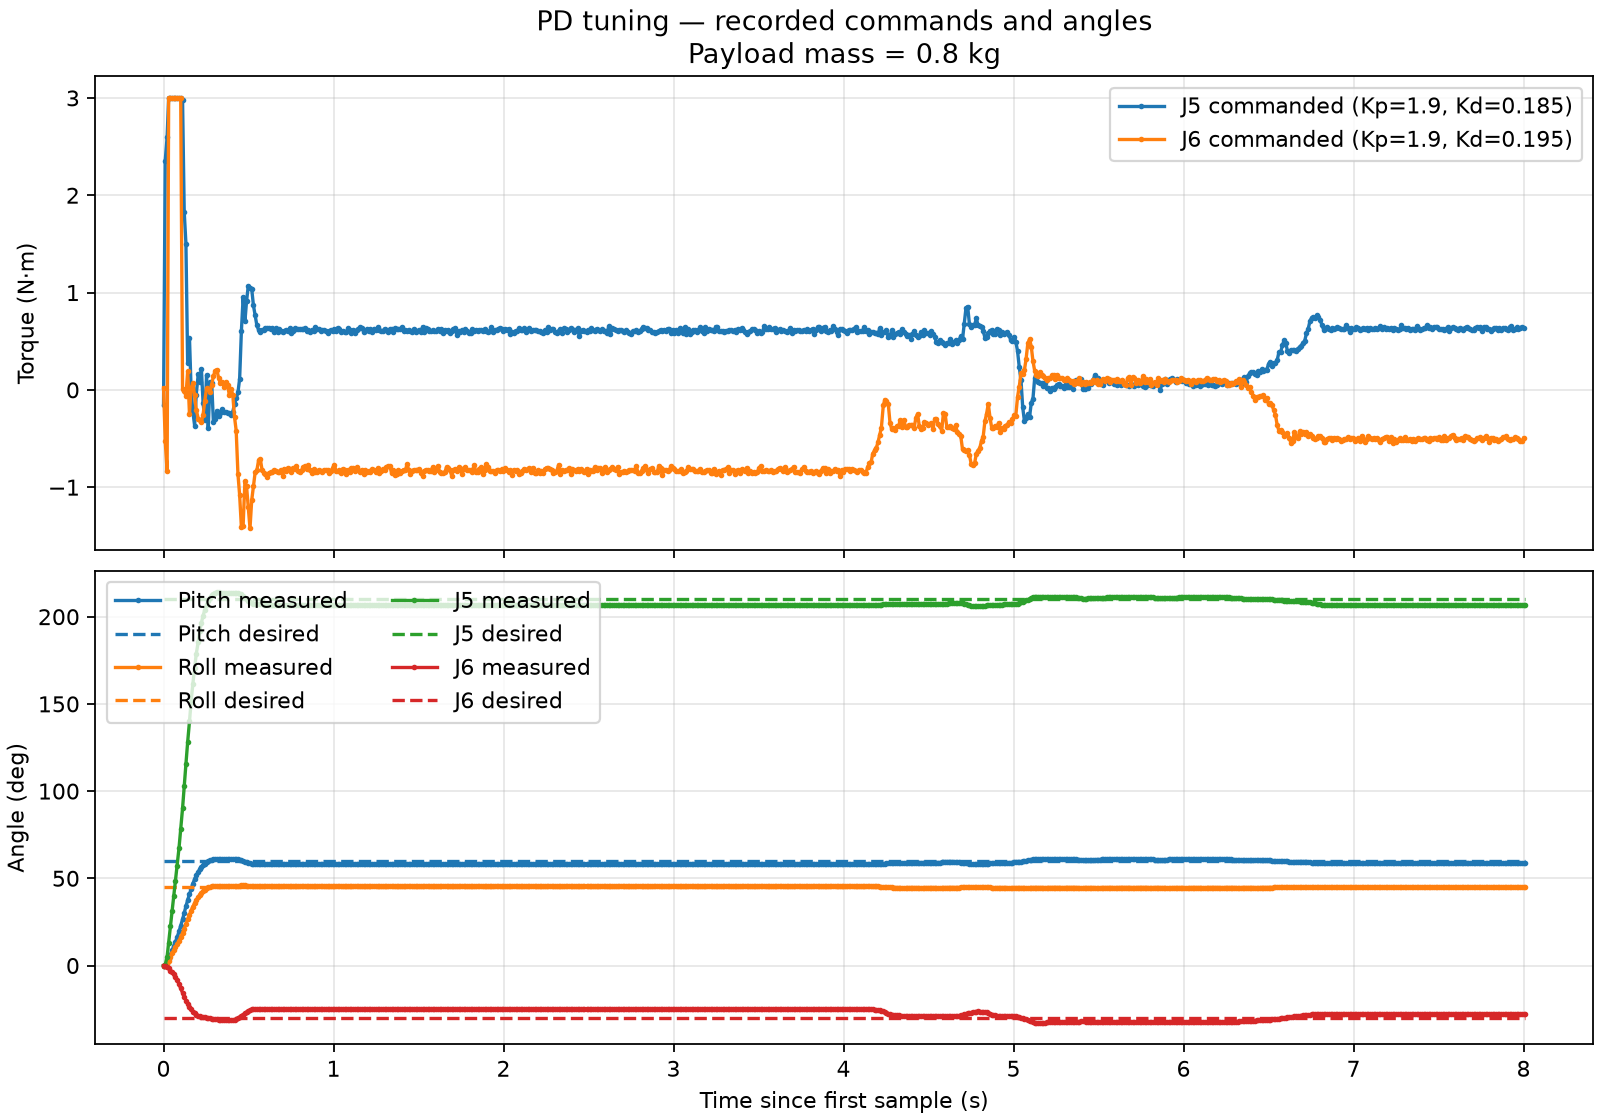 PD tuning — recorded commands and angles
Payload mass = 0.8 kg
Torque (N·m)
3
2
1
0
−1
J5 commanded (Kp=1.9, Kd=0.185)
J6 commanded (Kp=1.9, Kd=0.195)
Angle (deg)
200
150
100
50
0
Pitch measured
Pitch desired
Roll measured
Roll desired
J5 measured
J5 desired
J6 measured
J6 desired
0 1 2 3 4 5 6 7 8
Time since first sample (s)